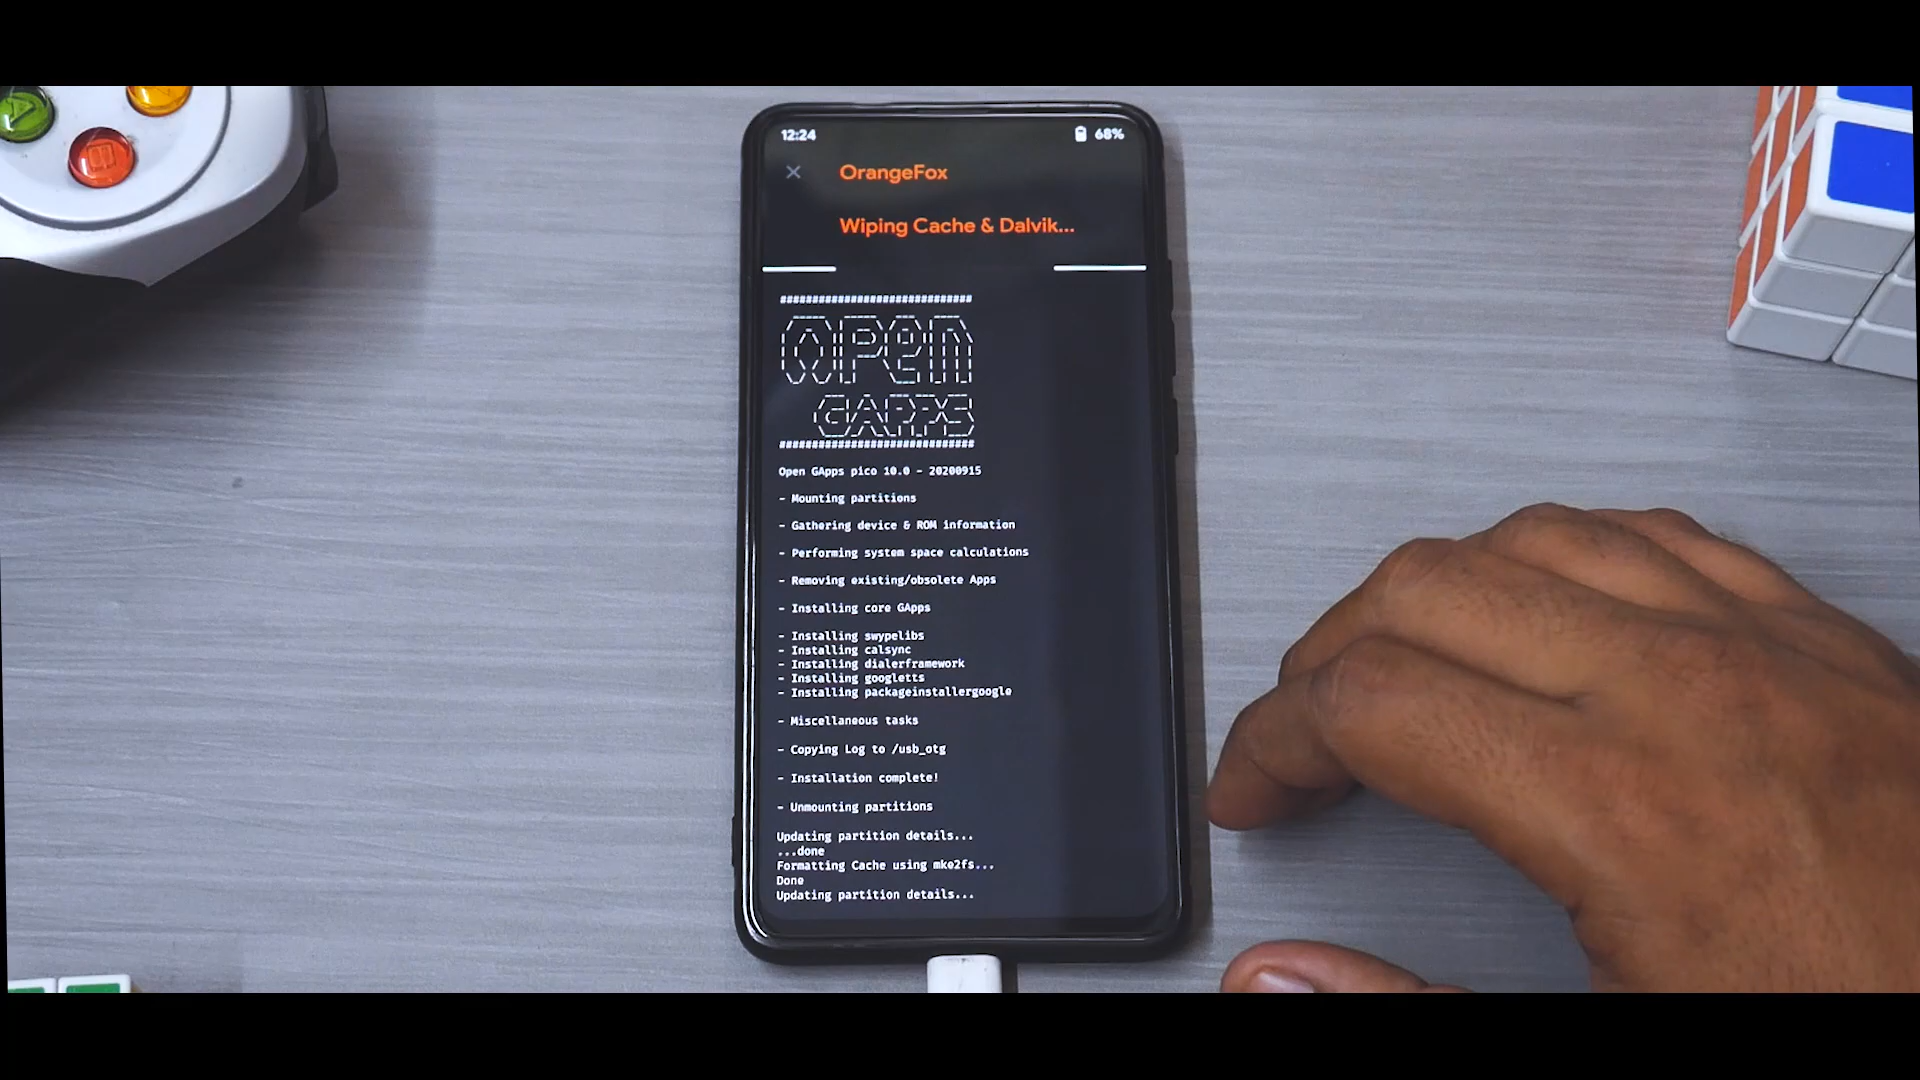 12:24
68%
OrangeFox
Wiping Cache & Dalvik...
##############################
OPEN
GAPPS
##############################
Open GApps pico 10.0 - 20200915
- Mounting partitions
- Gathering device & ROM information
- Performing system space calculations
- Removing existing/obsolete Apps
- Installing core GApps
- Installing swypelibs
- Installing calsync
- Installing dialerframework
- Installing googletts
- Installing packageinstallergoogle
- Miscellaneous tasks
- Copying Log to /usb_otg
- Installation complete!
- Unmounting partitions
Updating partition details...
...done
Formatting Cache using mke2fs...
Done
Updating partition details...